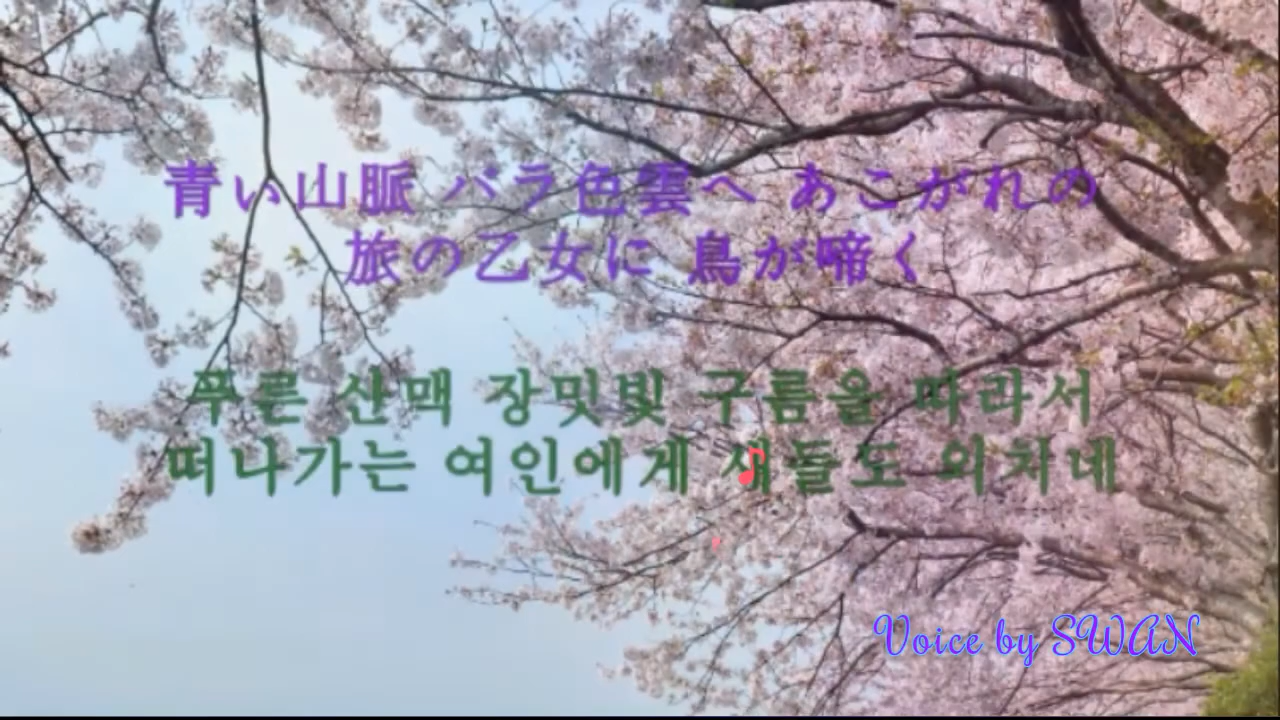 青い山脈 バラ色雲へ あこがれの
旅の乙女に 鳥が啼く
푸른 산맥 장밋빛 구름을 따라서
떠나가는 여인에게 새들도 외치네
Voice by SWAN